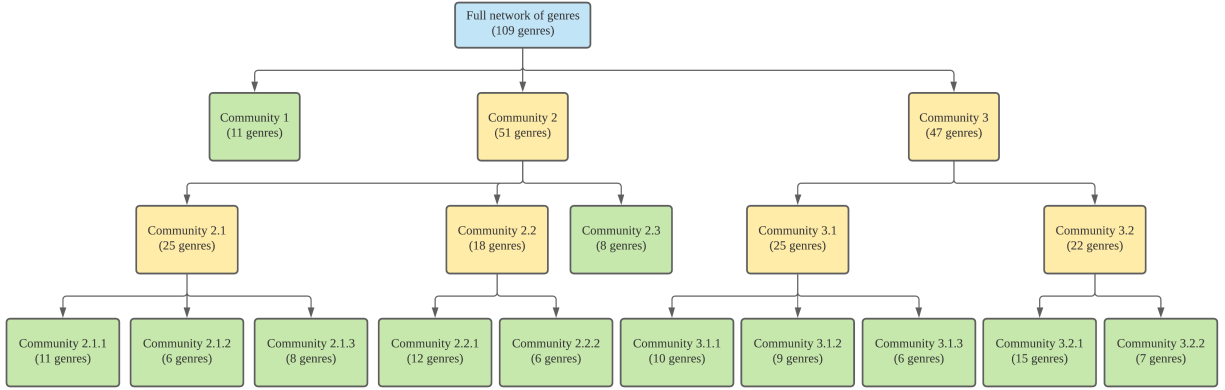 Full network of genres
(109 genres)
Community 1
(11 genres)
Community 2
(51 genres)
Community 3
(47 genres)
Community 2.1
(25 genres)
Community 2.2
(18 genres)
Community 2.3
(8 genres)
Community 3.1
(25 genres)
Community 3.2
(22 genres)
Community 2.1.1
(11 genres)
Community 2.1.2
(6 genres)
Community 2.1.3
(8 genres)
Community 2.2.1
(12 genres)
Community 2.2.2
(6 genres)
Community 3.1.1
(10 genres)
Community 3.1.2
(9 genres)
Community 3.1.3
(6 genres)
Community 3.2.1
(15 genres)
Community 3.2.2
(7 genres)